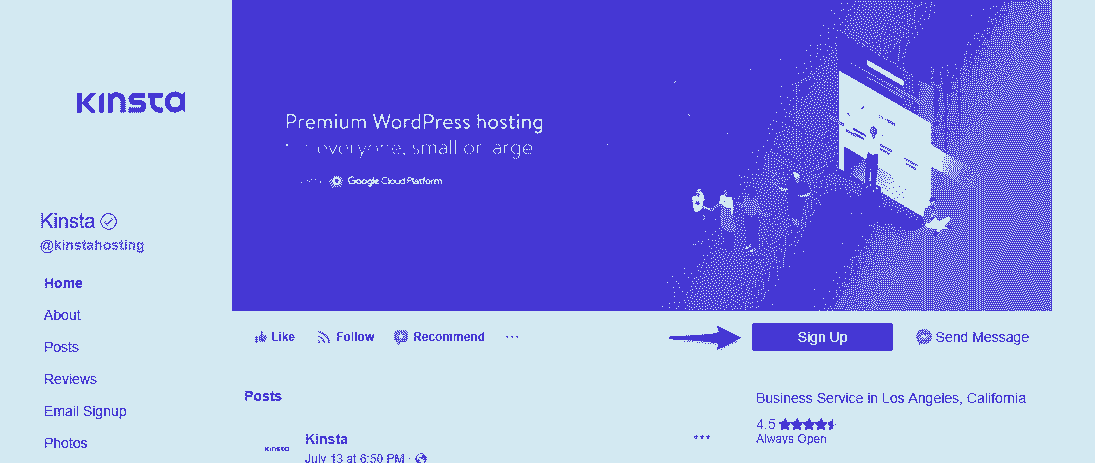 Kinsta
Premium WordPress hosting
everyone, small or large
Google Cloud Platform
Kinsta
@kinstahosting
Home
About
Posts
Reviews
Email Signup
Photos
Like
Follow
Recommend
...
Sign Up
Send Message
Posts
Kinsta
Kinsta
July 13 at 6:50 PM ·
...
Business Service in Los Angeles, California
4.5
Always Open